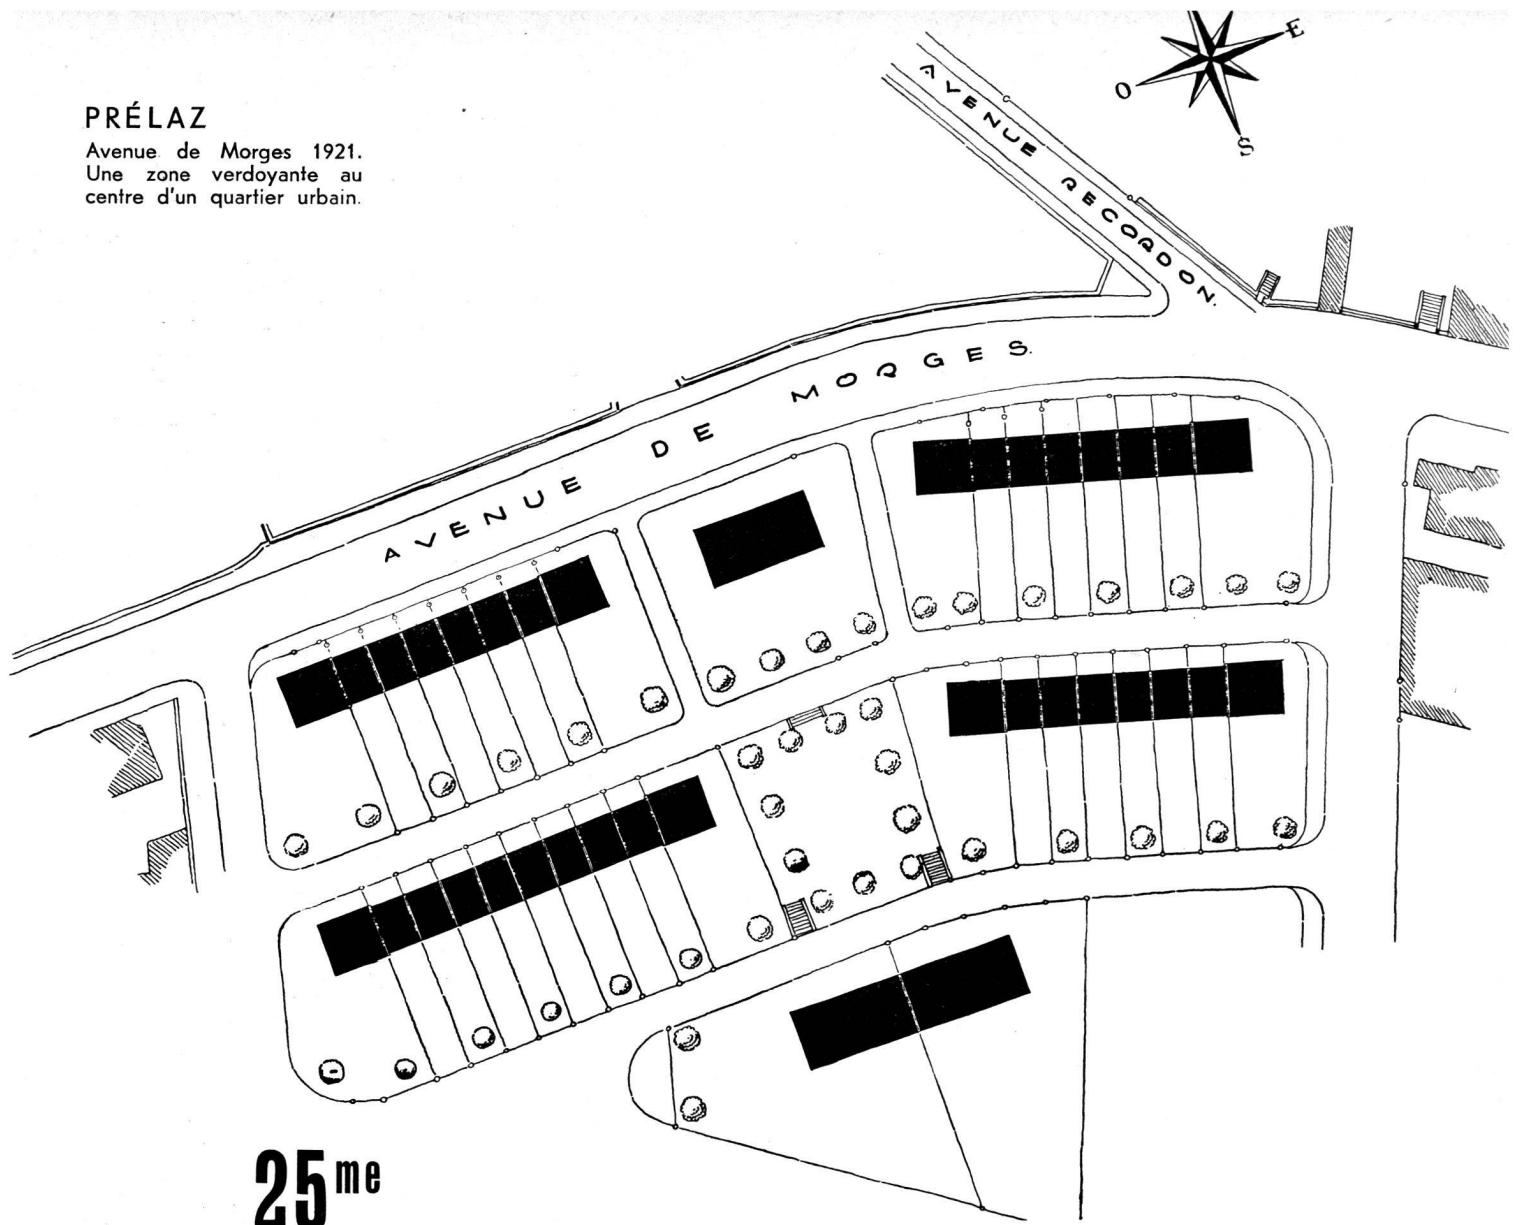 PRÉLAZ
Avenue de Morges 1921.
Une zone verdoyante au
centre d'un quartier urbain.
E
O
S
AVENUE RECORDON.
AVENUE DE MORGES.
25me